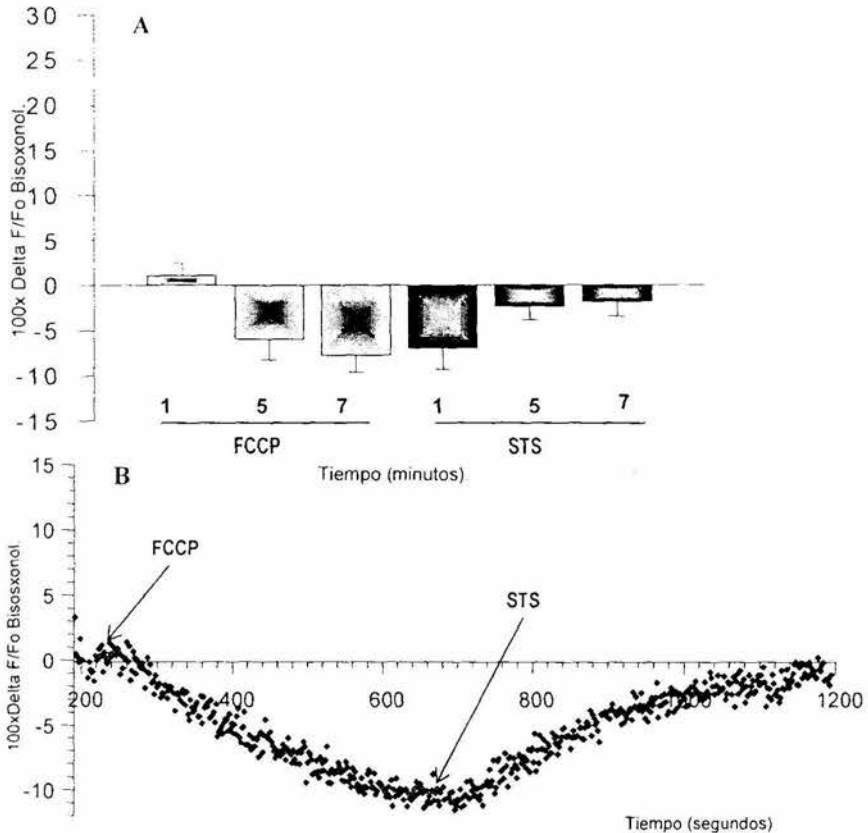 A
30
25
20
15
10
5
0
-5
-10
-15
100x Delta F/Fo Bisoxonol.
1 5 7 1 5 7
FCCP STS
Tiempo (minutos).
B
15
10
5
0
-5
-10
100xDelta F/Fo Bisosxonol.
FCCP
STS
200 400 600 800 1000 1200
Tiempo (segundos)